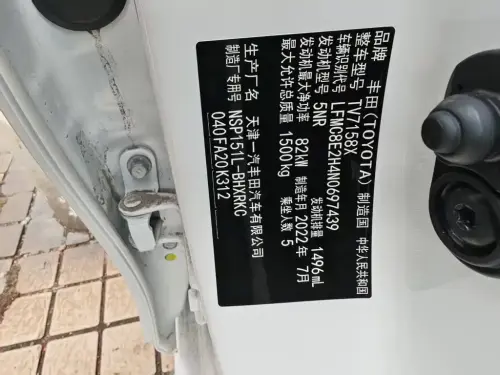 品牌 丰田(TOYOTA) 制造国 中华人民共和国
整车型号 TV7158X
车辆识别代号 LFMC8E2H4N0697439
发动机型号 5NR 发动机排量 1496mL
发动机最大净功率 82kW 制造年月 2022年 7月
最大允许总质量 1500kg 乘坐人数 5
生产厂名 天津一汽丰田汽车有限公司
制造厂专用号 NSP151L-BHXRKC
040FA20K312